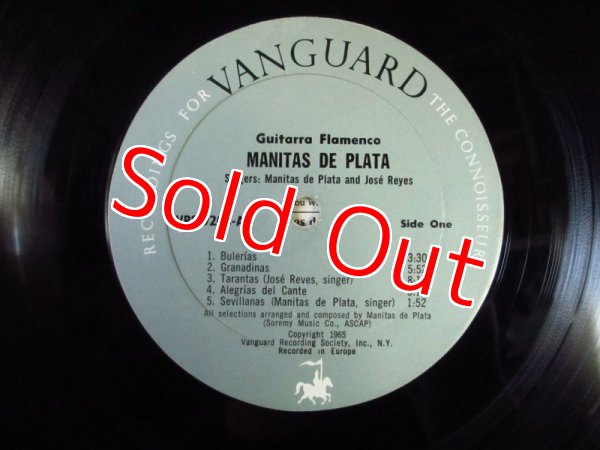 RECORDINGS FOR VANGUARD THE CONNOISSEUR
Guitarra Flamenco
MANITAS DE PLATA
Singers: Manitas de Plata and José Reyes
Sold Out
Side One
1. Bulerías 3:30
2. Granadinas 5:52
3. Tarantas (José Reyes, singer)
4. Alegrías del Cante
5. Sevillanas (Manitas de Plata, singer) 1:52
All selections arranged and composed by Manitas de Plata
(Soremy Music Co., ASCAP)
Copyright 1965
Vanguard Recording Society, Inc., N.Y.
Recorded in Europe